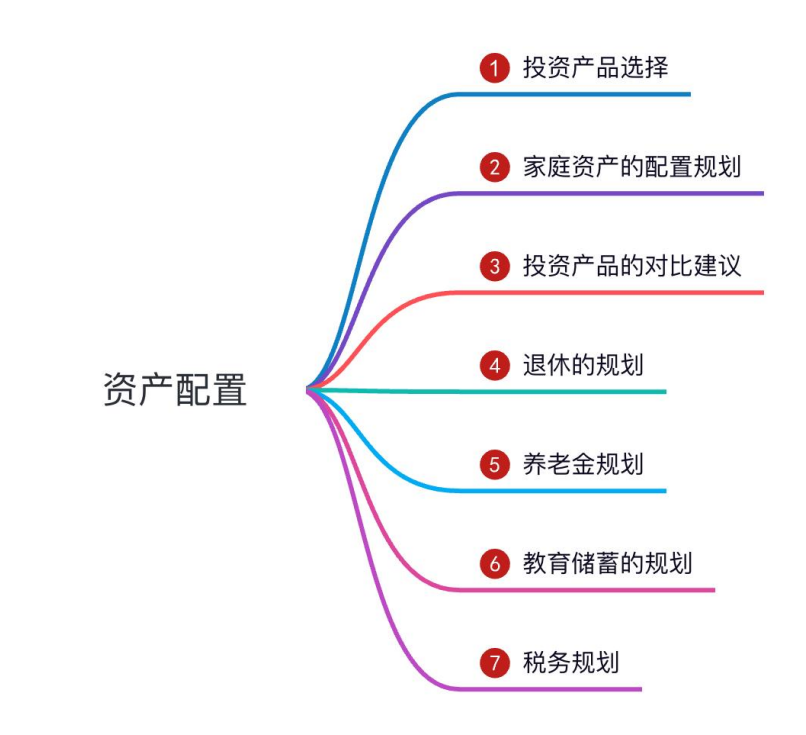 1 投资产品选择
2 家庭资产的配置规划
3 投资产品的对比建议
4 退休的规划
资产配置
5 养老金规划
6 教育储蓄的规划
7 税务规划